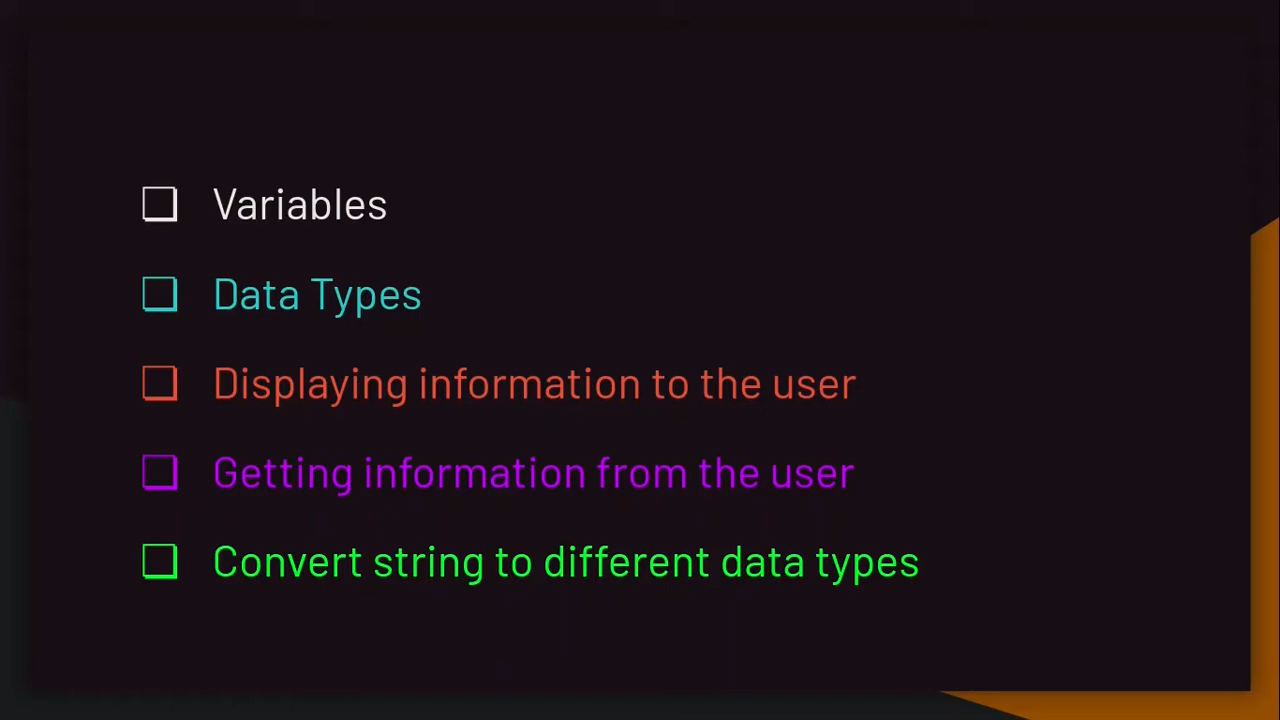 ❏ Variables
❏ Data Types
❏ Displaying information to the user
❏ Getting information from the user
❏ Convert string to different data types